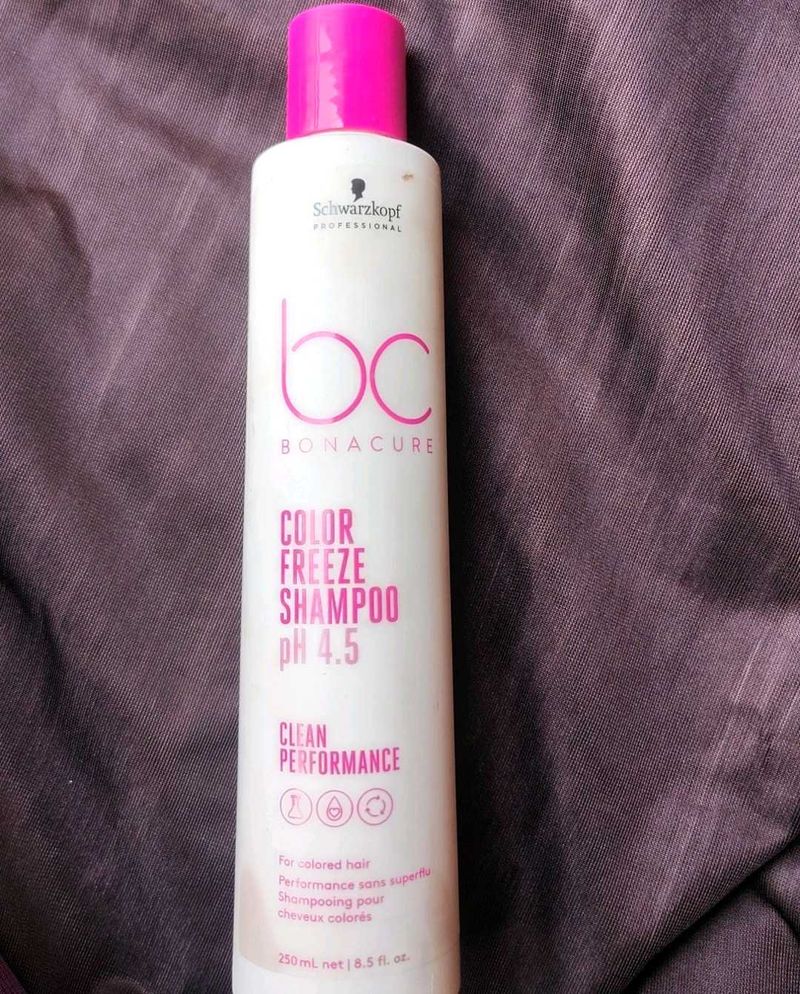 Schwarzkopf
PROFESSIONAL
bc
BONACURE
COLOR
FREEZE
SHAMPOO
pH 4.5
CLEAN
PERFORMANCE
For colored hair
Performance sans superflu
Shampooing pour
cheveux colorés
250 mL net | 8.5 fl. oz.